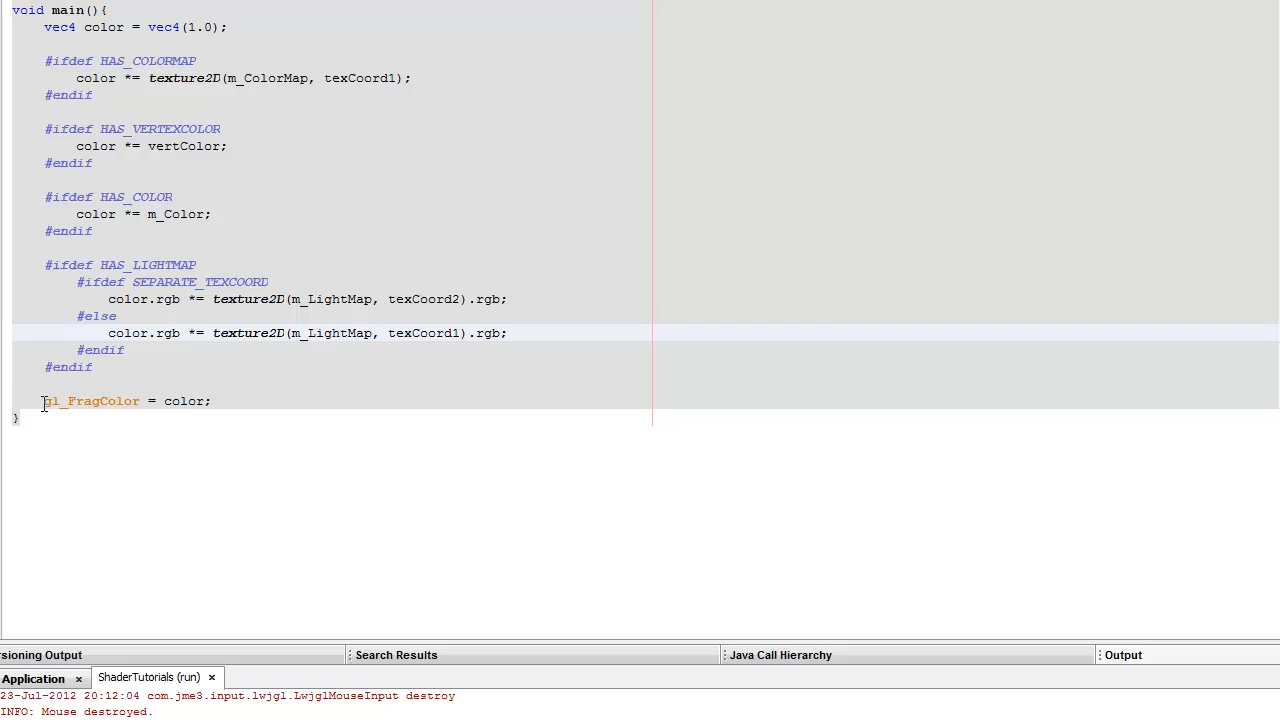 void main(){
vec4 color = vec4(1.0);
#ifdef HAS_COLORMAP
color *= texture2D(m_ColorMap, texCoord1);
#endif
#ifdef HAS_VERTEXCOLOR
color *= vertColor;
#endif
#ifdef HAS_COLOR
color *= m_Color;
#endif
#ifdef HAS_LIGHTMAP
#ifdef SEPARATE_TEXCOORD
color.rgb *= texture2D(m_LightMap, texCoord2).rgb;
#else
color.rgb *= texture2D(m_LightMap, texCoord1).rgb;
#endif
#endif
gl_FragColor = color;
}
rsioning Output Search Results Java Call Hierarchy Output
Application × ShaderTutorials (run) ×
23-Jul-2012 20:12:04 com.jme3.input.lwjgl.LwjglMouseInput destroy
INFO: Mouse destroyed.